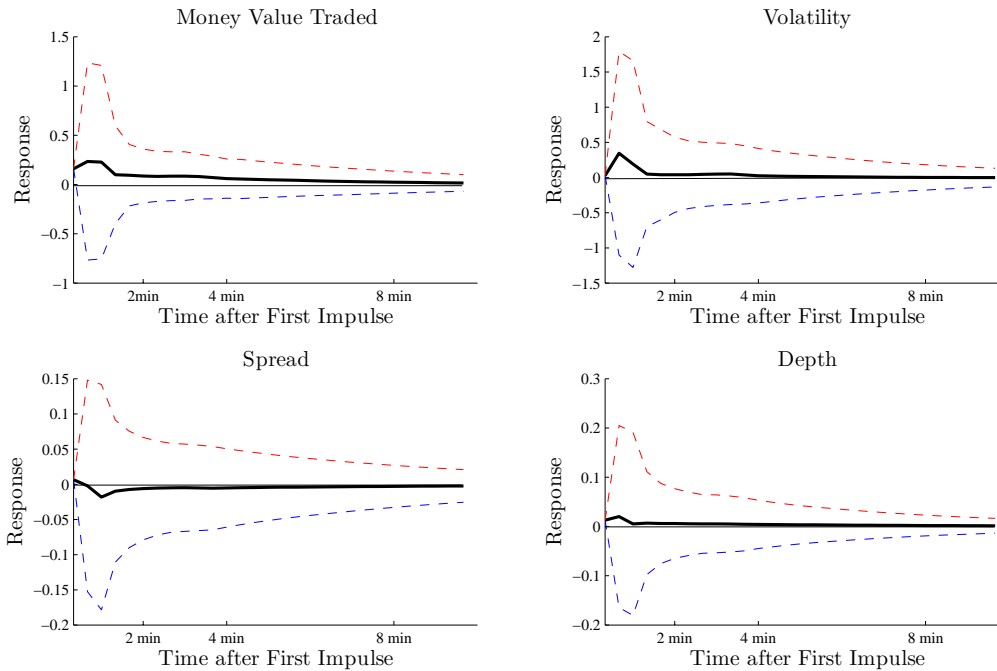 Money Value Traded
1.5
1
0.5
0
−0.5
−1
Response
2min
4 min
8 min
Time after First Impulse
Volatility
2
1.5
1
0.5
0
−0.5
−1
−1.5
Response
2 min
4 min
8 min
Time after First Impulse
Spread
0.15
0.1
0.05
0
−0.05
−0.1
−0.15
−0.2
Response
2 min
4 min
8 min
Time after First Impulse
Depth
0.3
0.2
0.1
0
−0.1
−0.2
Response
2 min
4 min
8 min
Time after First Impulse